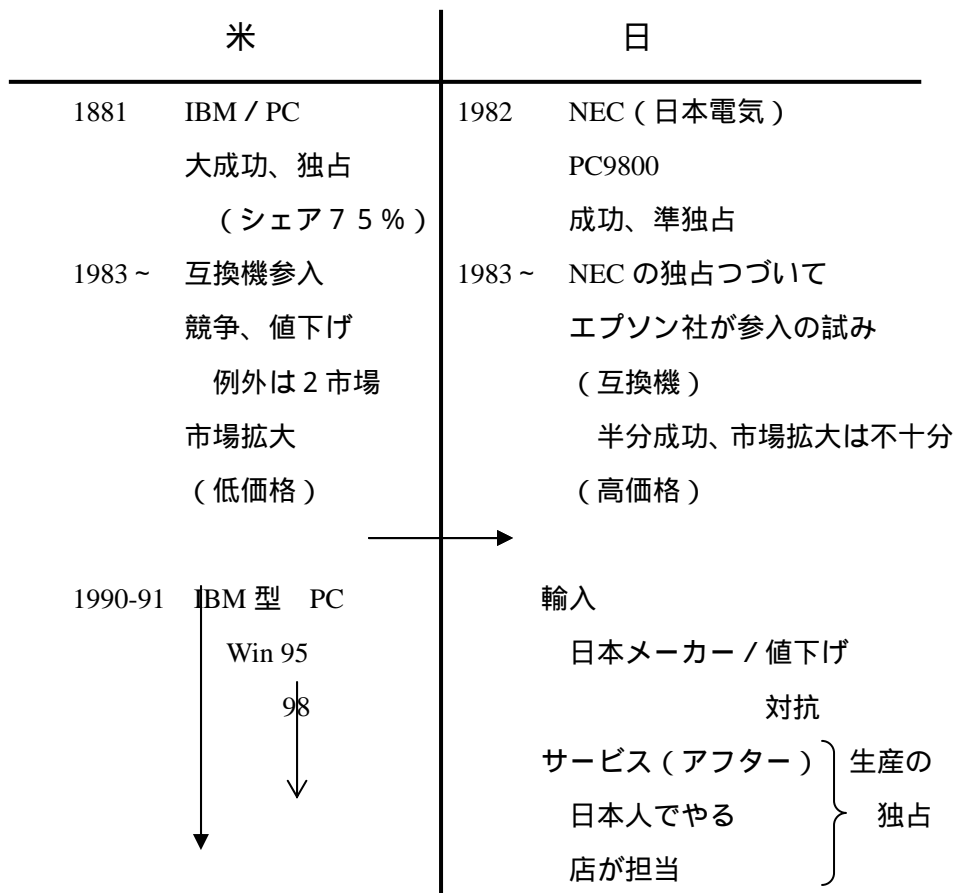 米 日
1881 IBM／PC
大成功、独占
（シェア７５％）
1983～ 互換機参入
競争、値下げ
例外は２市場
市場拡大
（低価格）
1990-91 IBM 型 PC
Win 95
98
1982 NEC（日本電気）
PC9800
成功、準独占
1983～ NEC の独占つづいて
エプソン社が参入の試み
（互換機）
半分成功、市場拡大は不十分
（高価格）
輸入
日本メーカー／値下げ
対抗
サービス（アフター）
日本人でやる
店が担当
生産の
独占